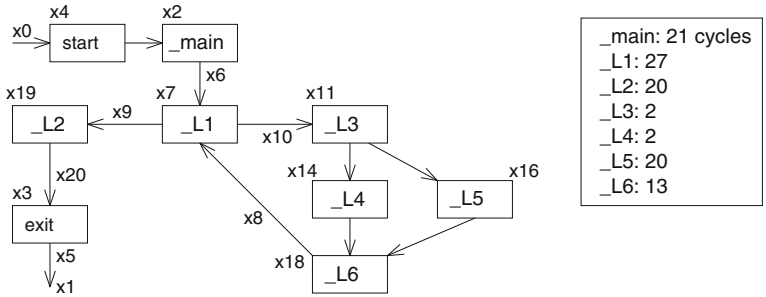 x4
x2
x0
start
_main
x6
x19
x7
x11
_L2
x9
_L1
x10
_L3
x20
x14
x16
x3
_L4
_L5
exit
x8
x5
x18
_L6
x1
_main: 21 cycles
_L1: 27
_L2: 20
_L3: 2
_L4: 2
_L5: 20
_L6: 13